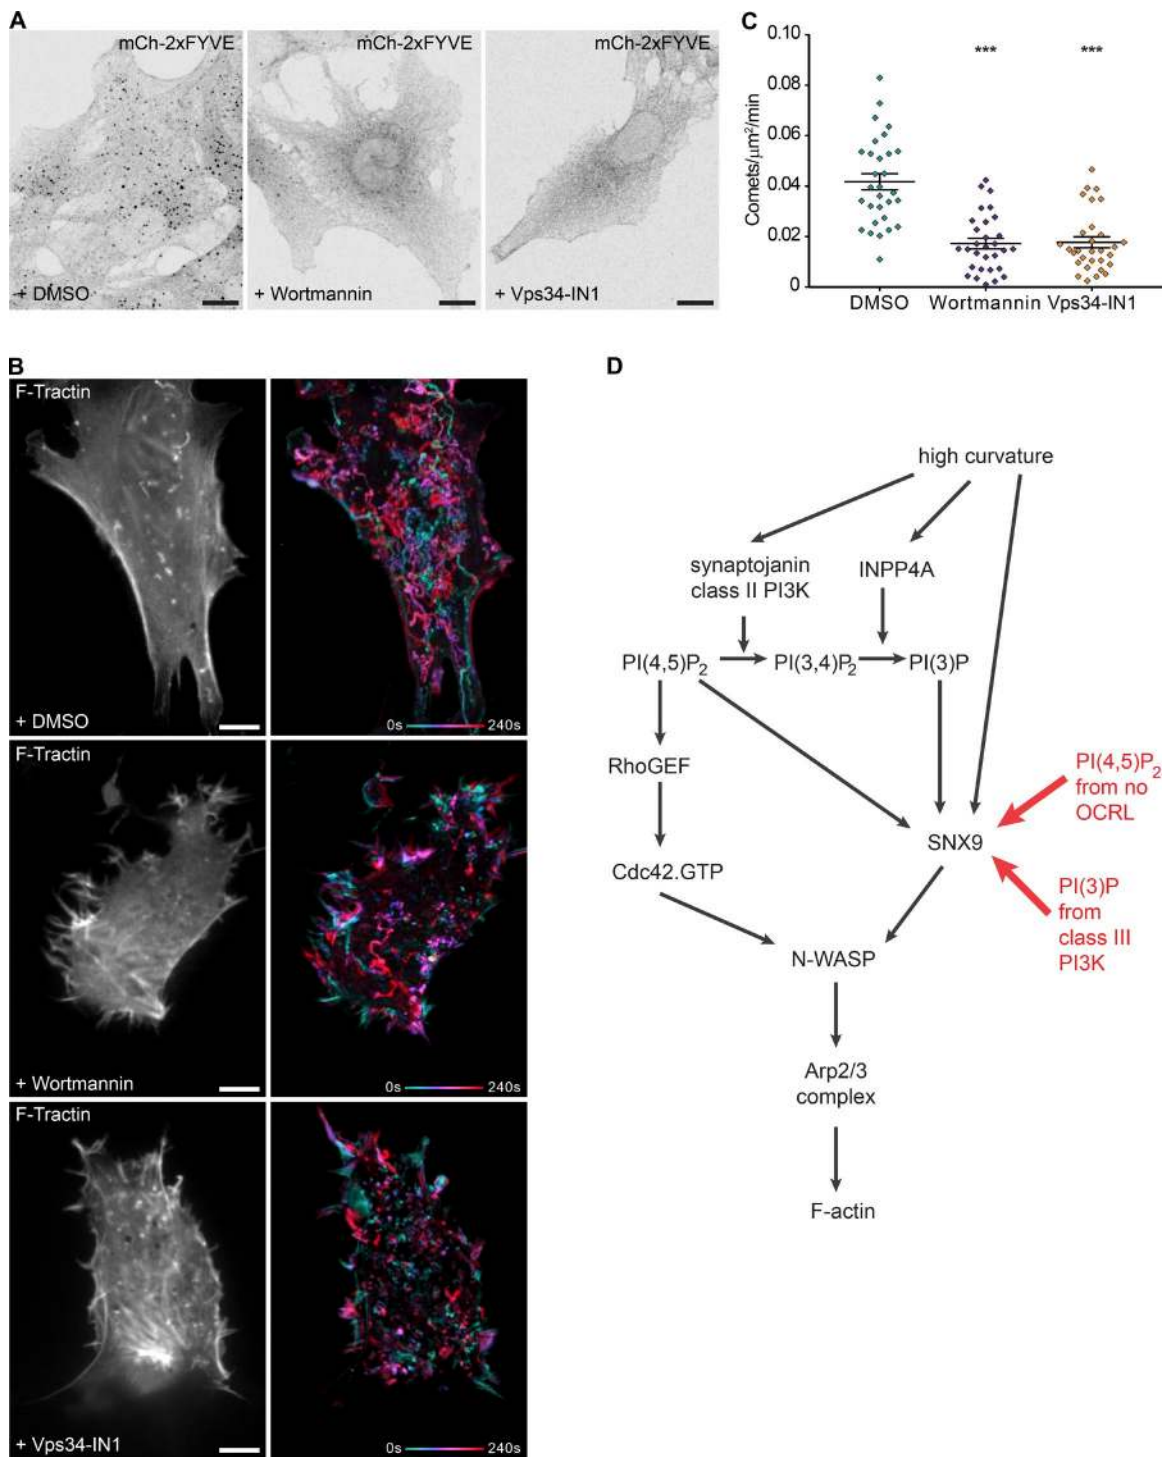 A
mCh-2xFYVE
mCh-2xFYVE
mCh-2xFYVE
+ DMSO
+ Wortmannin
+ Vps34-IN1
C
0.10
0.08
0.06
0.04
0.02
0
Comets/µm²/min
***
***
DMSO
Wortmannin
Vps34-IN1
B
F-Tractin
+ DMSO
0s
240s
F-Tractin
+ Wortmannin
0s
240s
F-Tractin
+ Vps34-IN1
0s
240s
D
high curvature
synaptojanin
class II PI3K
INPP4A
PI(4,5)P₂
PI(3,4)P₂
PI(3)P
RhoGEF
PI(4,5)P₂
from no
OCRL
SNX9
Cdc42.GTP
PI(3)P
from
class III
PI3K
N-WASP
Arp2/3
complex
F-actin